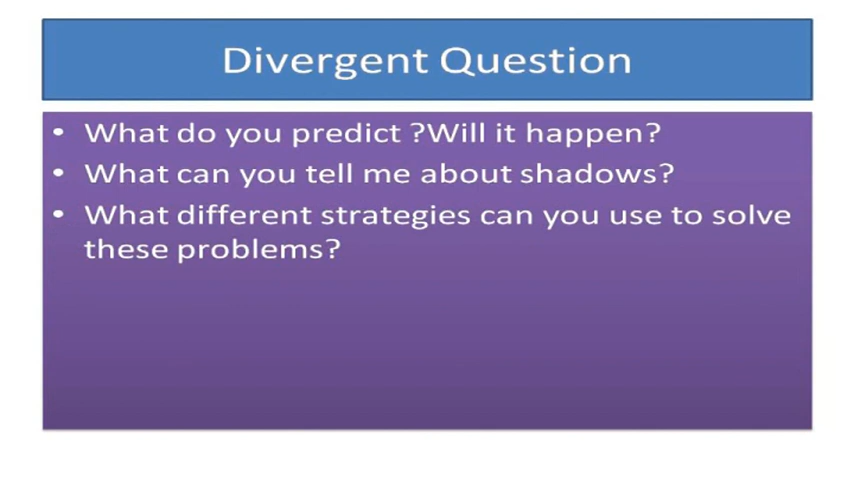 Divergent Question
• What do you predict ?Will it happen?
• What can you tell me about shadows?
• What different strategies can you use to solve
these problems?